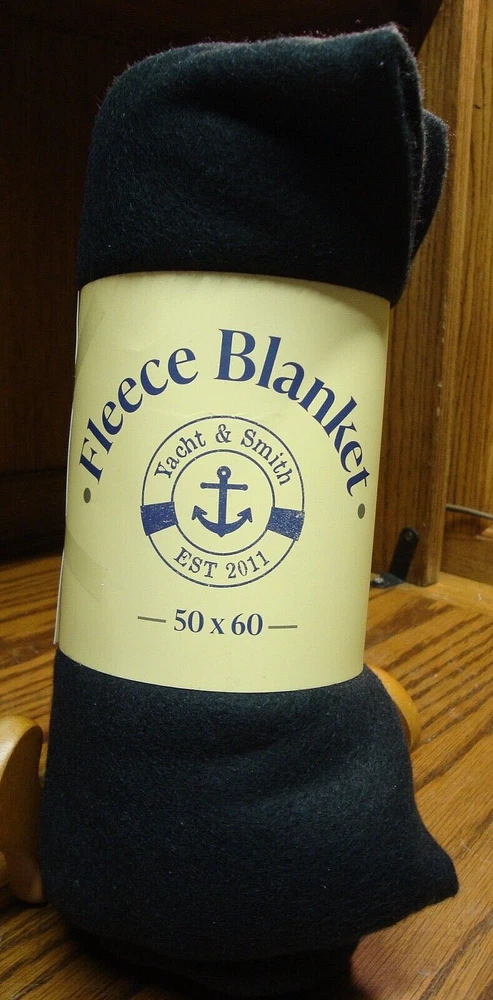 Fleece Blanket
Yacht & Smith
EST 2011
50 x 60